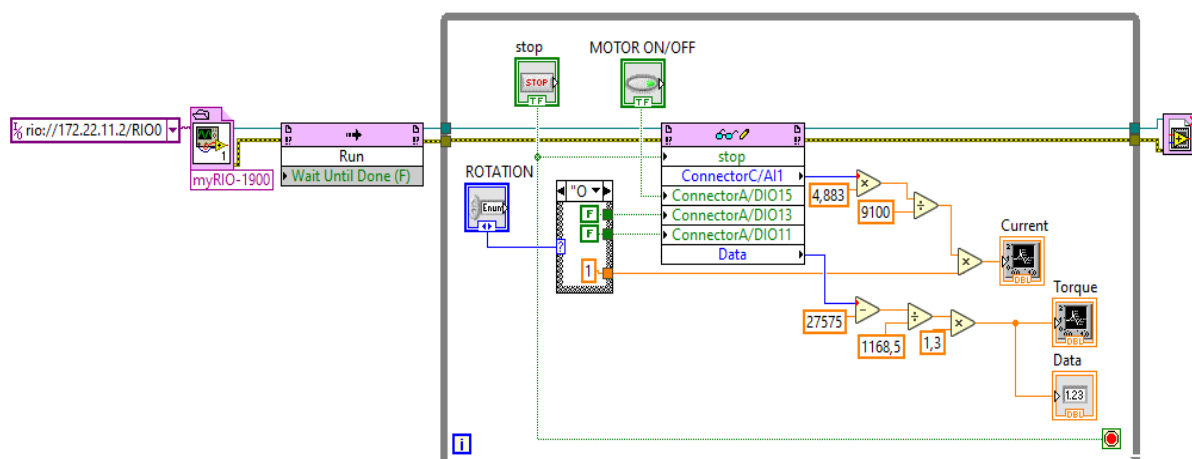 stop
MOTOR ON/OFF
STOP
TF
TF
rio://172.22.11.2/RIO0
1
myRIO-1900
Run
Wait Until Done (F)
stop
ConnectorC/AI1
ConnectorA/DIO15
ConnectorA/DIO13
ConnectorA/DIO11
Data
ROTATION
Enum
"O
F
F
?
1
4,883
9100
Current
DBL
27575
1168,5
1,3
Torque
DBL
Data
1.23
DBL
i